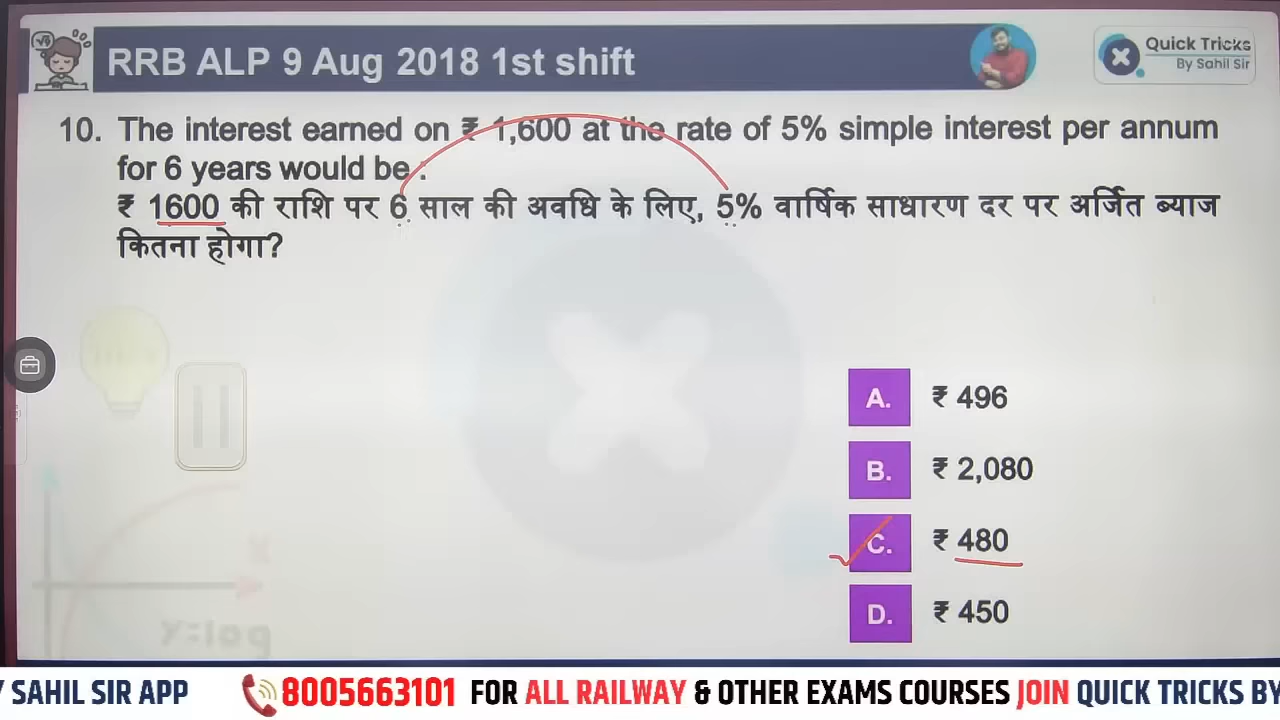 RRB ALP 9 Aug 2018 1st shift
Quick Tricks
By Sahil Sir
10. The interest earned on ₹ 1,600 at the rate of 5% simple interest per annum
for 6 years would be :
₹ 1600 की राशि पर 6 साल की अवधि के लिए, 5% वार्षिक साधारण दर पर अर्जित ब्याज
कितना होगा?
A. ₹ 496
B. ₹ 2,080
C. ₹ 480
D. ₹ 450
y=log
SAHIL SIR APP 8005663101 FOR ALL RAILWAY & OTHER EXAMS COURSES JOIN QUICK TRICKS BY